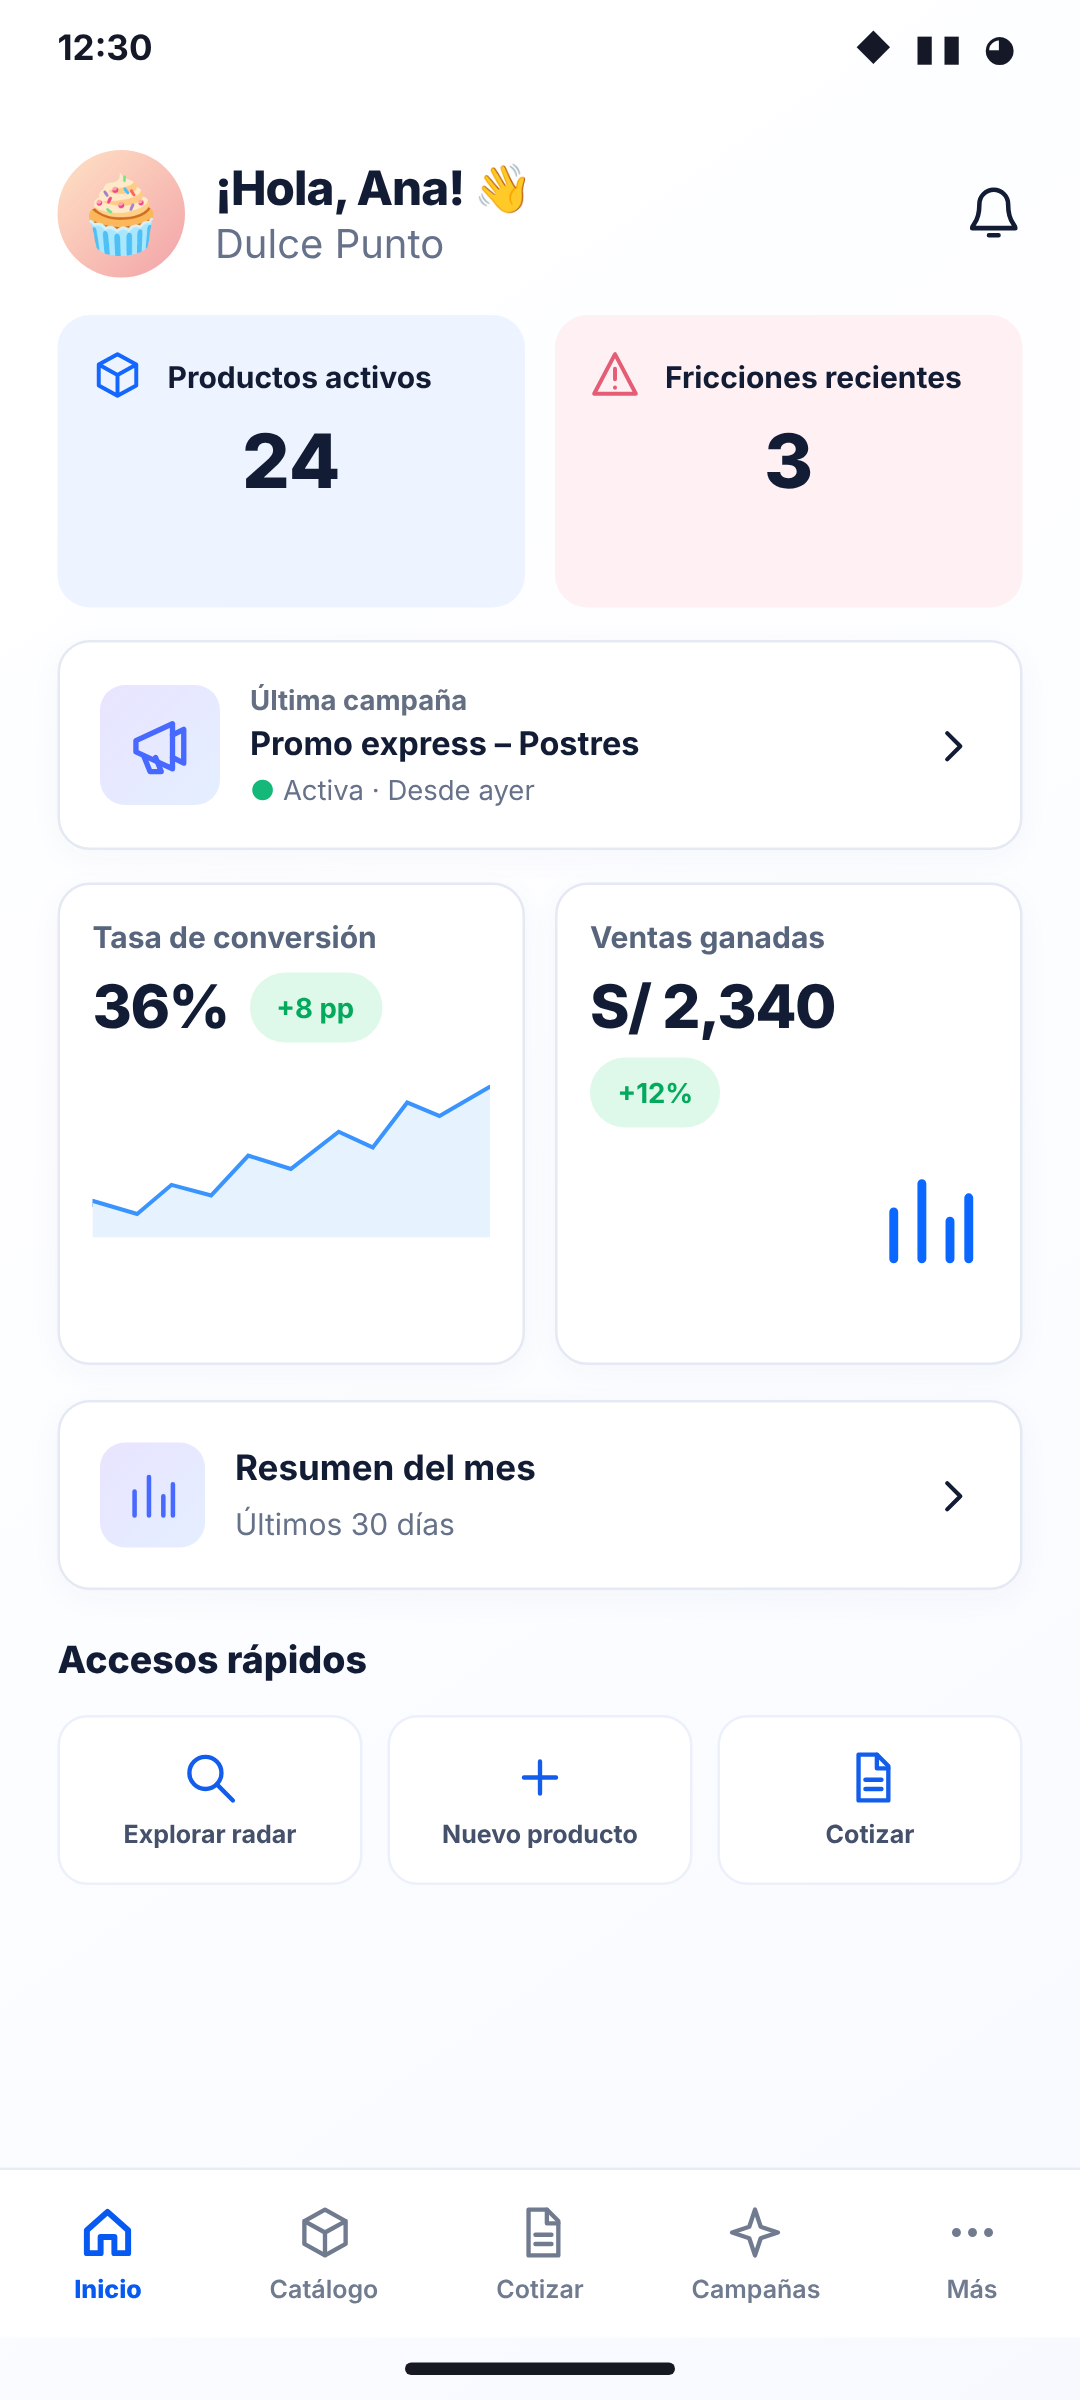 12:30
¡Hola, Ana! 👋
Dulce Punto
Productos activos
24
Fricciones recientes
3
Última campaña
Promo express – Postres
Activa · Desde ayer
Tasa de conversión
36% +8 pp
Ventas ganadas
S/ 2,340
+12%
Resumen del mes
Últimos 30 días
Accesos rápidos
Explorar radar
Nuevo producto
Cotizar
Inicio
Catálogo
Cotizar
Campañas
Más